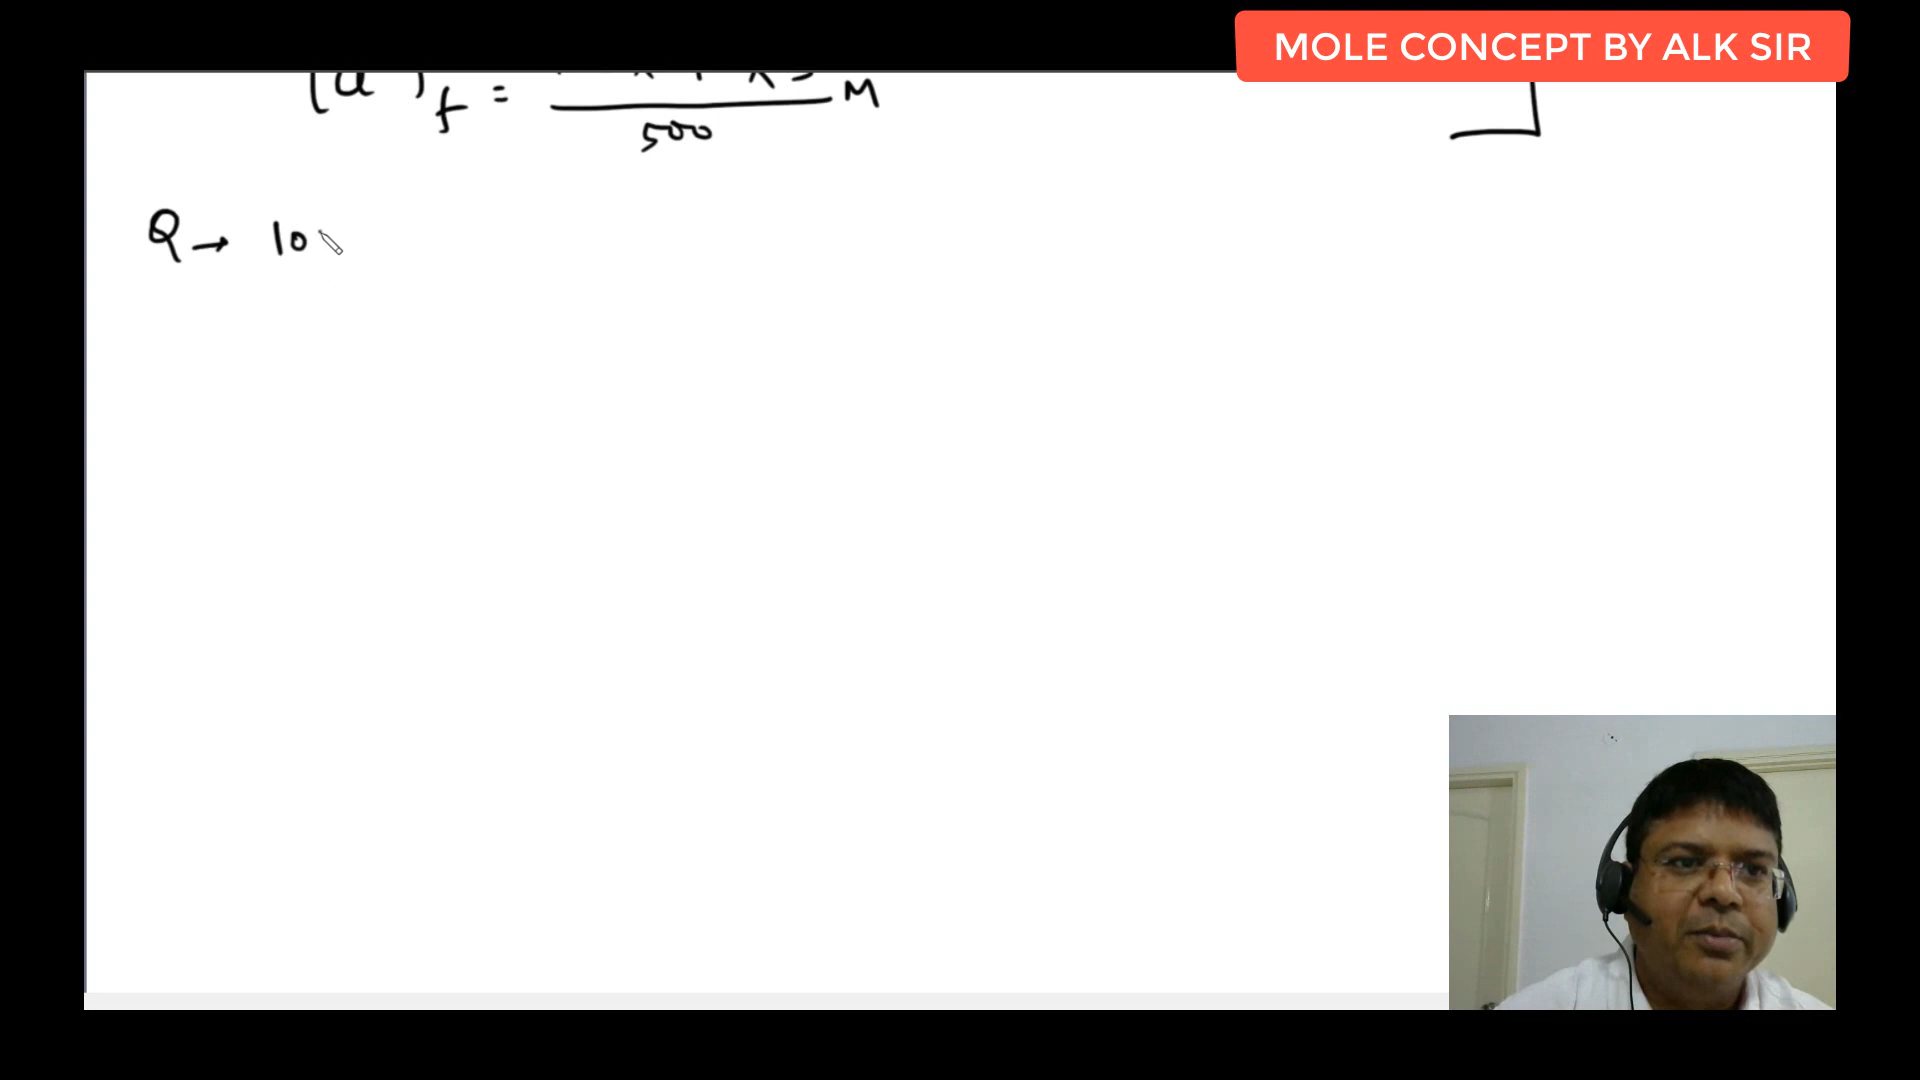 MOLE CONCEPT BY ALK SIR
f = M
500
Q → 10